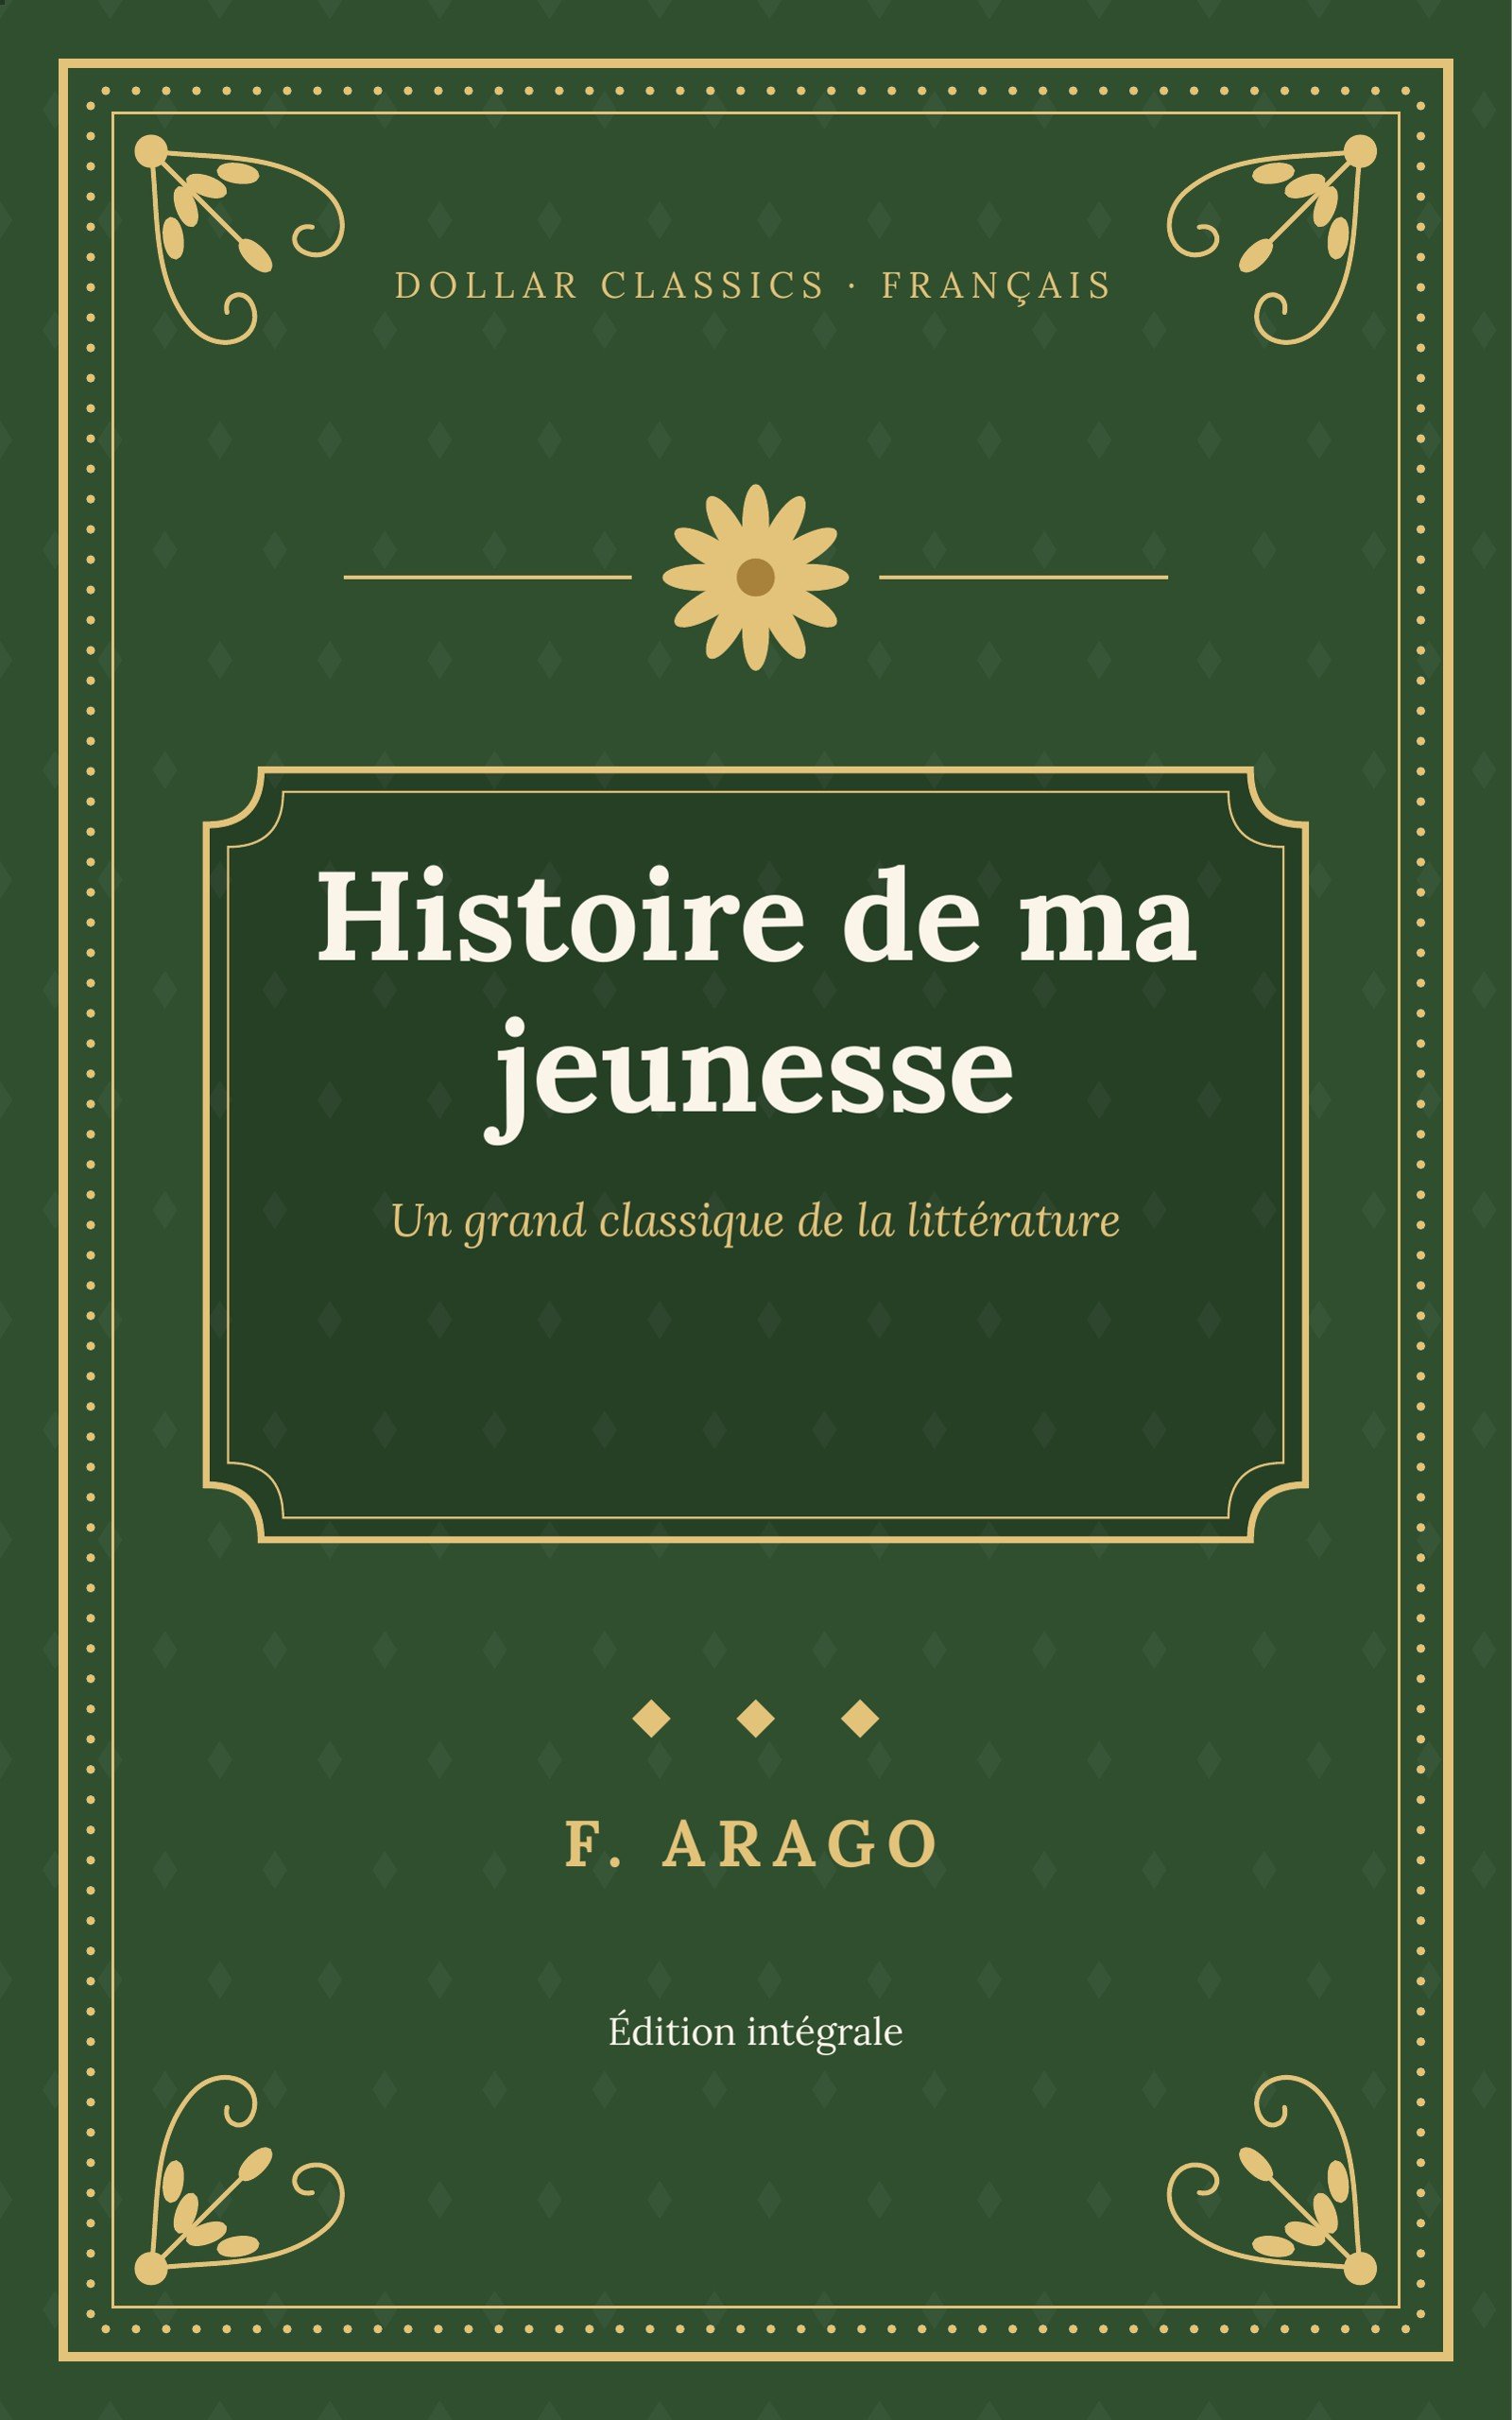 DOLLAR CLASSICS · FRANÇAIS
Histoire de ma
jeunesse
Un grand classique de la littérature
F. ARAGO
Édition intégrale